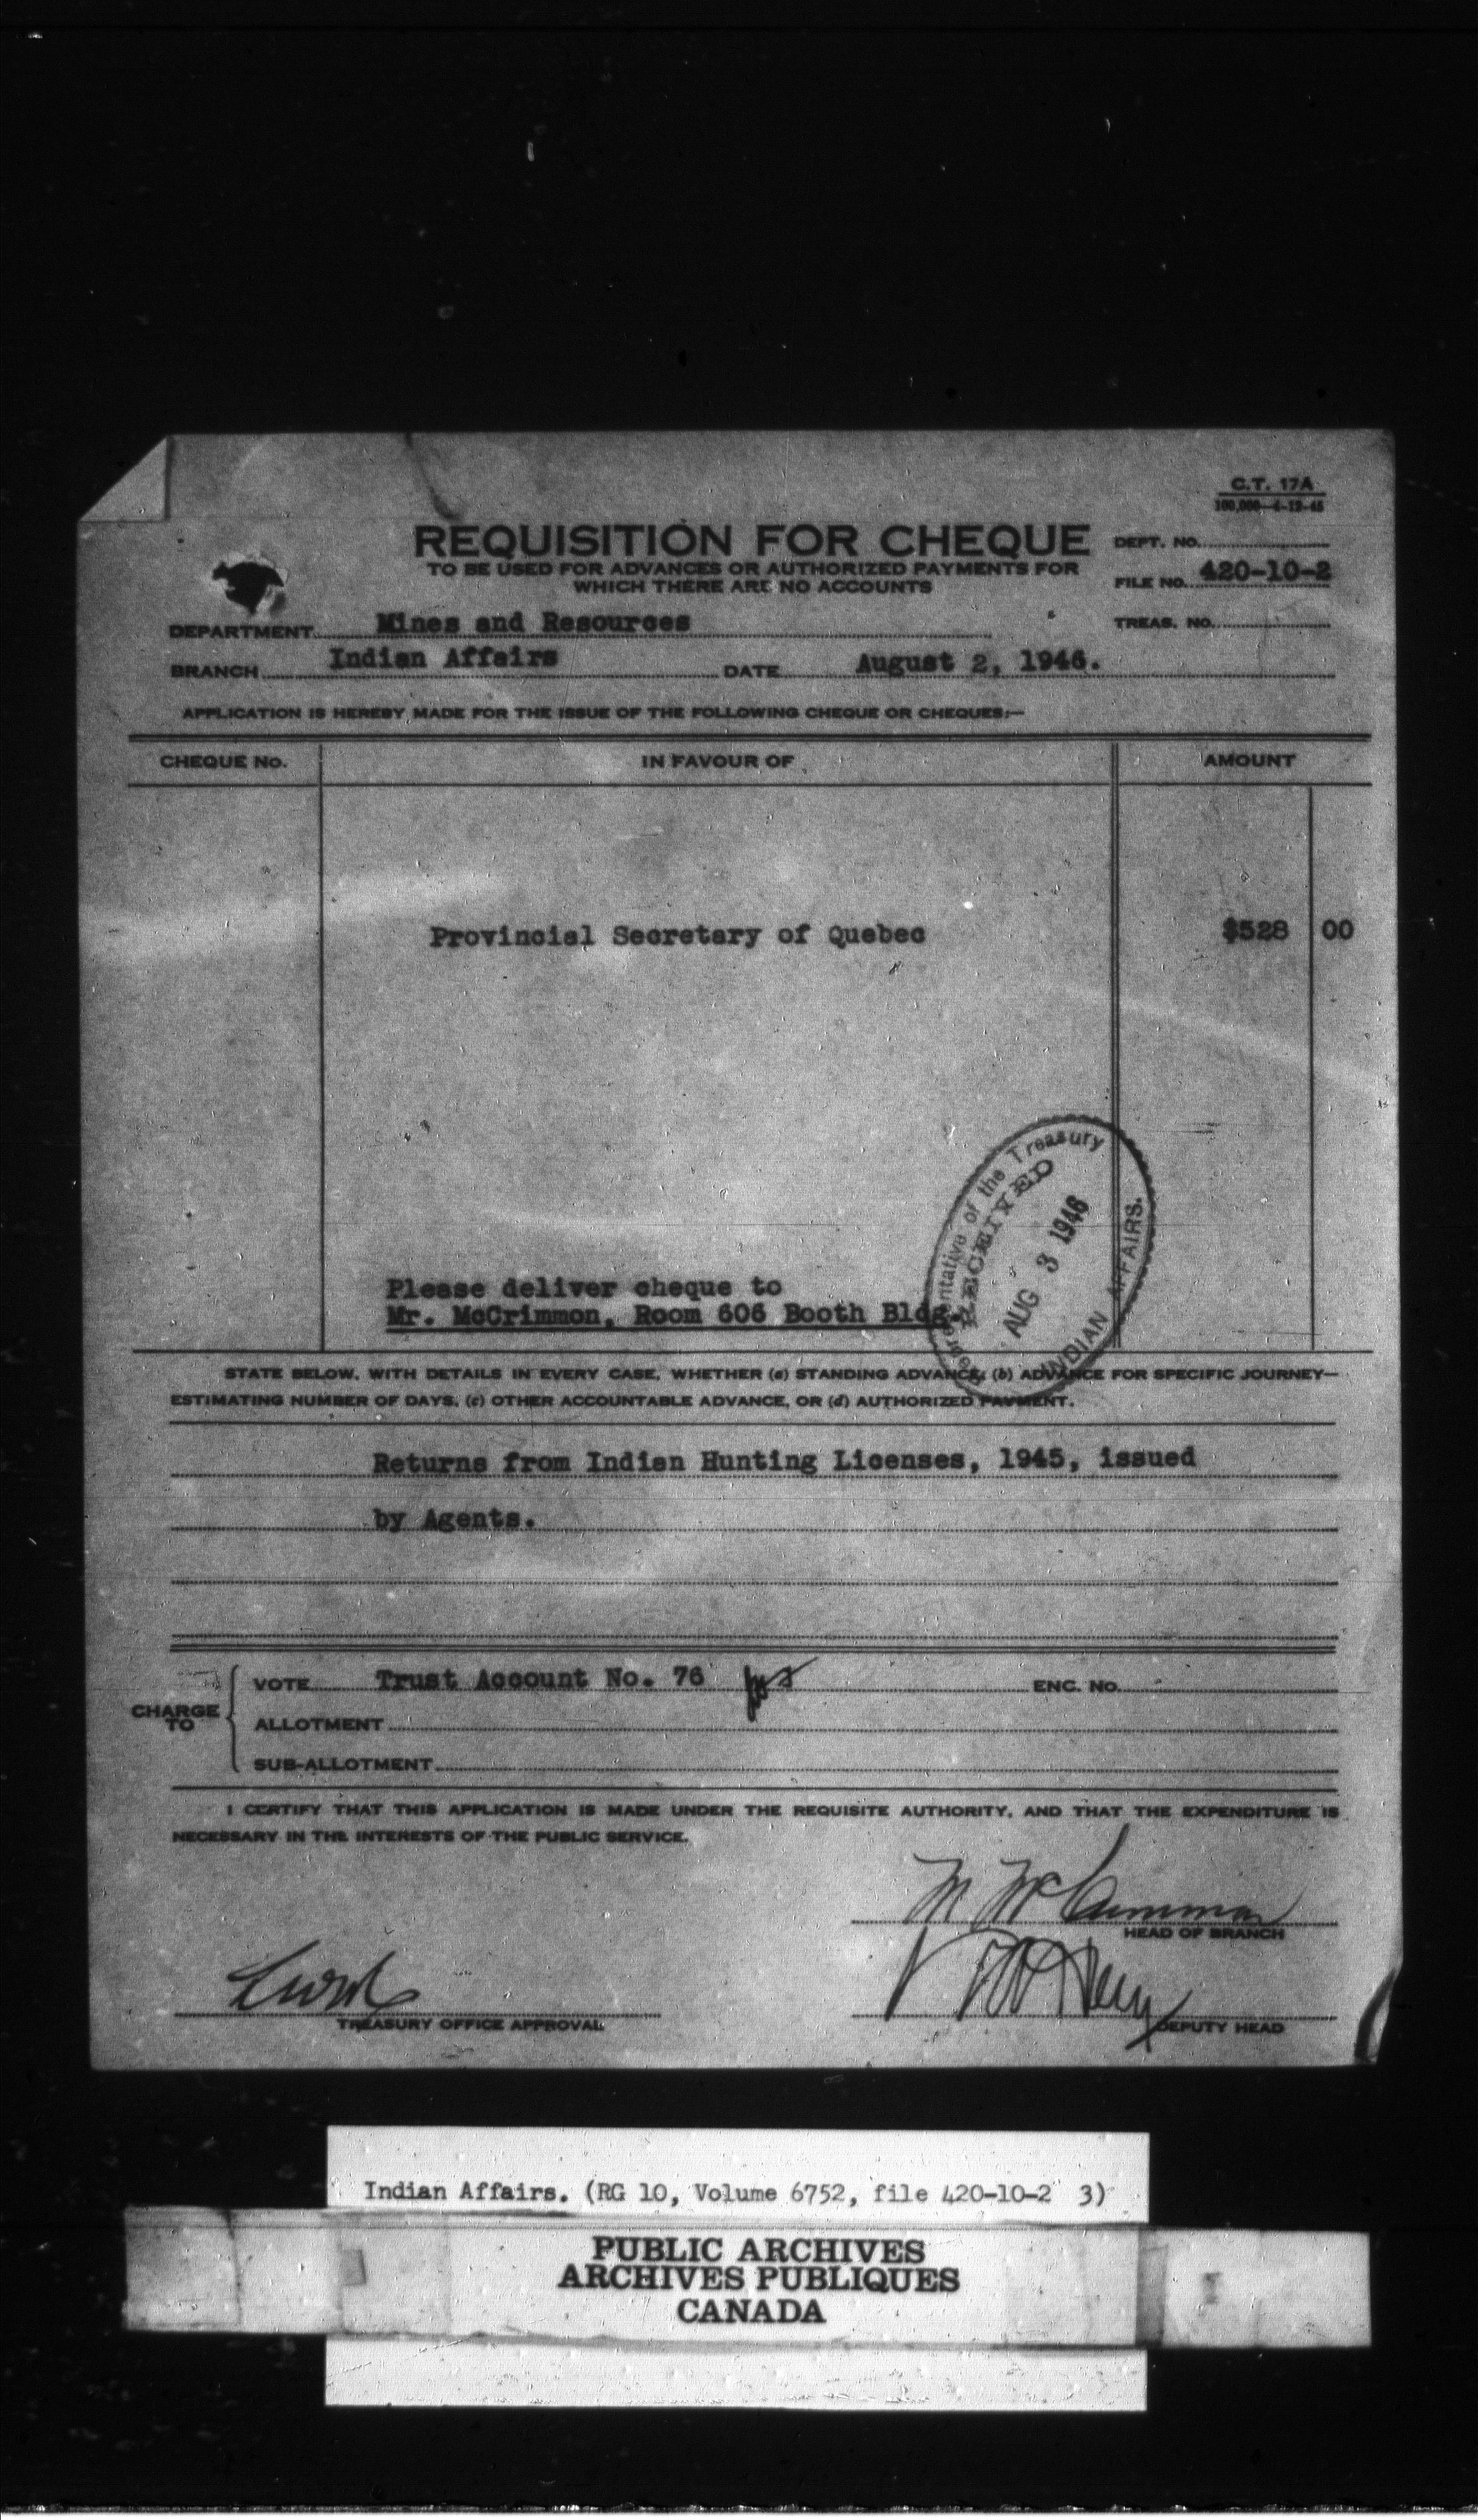 C.T. 17A
100,000—4-12-45
REQUISITION FOR CHEQUE
TO BE USED FOR ADVANCES OR AUTHORIZED PAYMENTS FOR
WHICH THERE ARE NO ACCOUNTS
DEPT. NO.
FILE NO. 420-10-2
TREAS. NO.
DEPARTMENT Mines and Resources
BRANCH Indian Affairs DATE August 2, 1946.
APPLICATION IS HEREBY MADE FOR THE ISSUE OF THE FOLLOWING CHEQUE OR CHEQUES:—
CHEQUE No. IN FAVOUR OF AMOUNT
Provincial Secretary of Quebec $528 00
Representative of the Treasury
RECEIVED
AUG 3 1946
INDIAN AFFAIRS.
Please deliver cheque to
Mr. McCrimmon, Room 606 Booth Bldg.
STATE BELOW, WITH DETAILS IN EVERY CASE, WHETHER (a) STANDING ADVANCE, (b) ADVANCE FOR SPECIFIC JOURNEY—
ESTIMATING NUMBER OF DAYS, (c) OTHER ACCOUNTABLE ADVANCE, OR (d) AUTHORIZED PAYMENT.
Returns from Indian Hunting Licenses, 1945, issued
by Agents.
CHARGE TO
VOTE Trust Account No. 76 ENC. No.
ALLOTMENT
SUB-ALLOTMENT
I CERTIFY THAT THIS APPLICATION IS MADE UNDER THE REQUISITE AUTHORITY, AND THAT THE EXPENDITURE IS
NECESSARY IN THE INTERESTS OF THE PUBLIC SERVICE.
M McCrimmon
HEAD OF BRANCH
TREASURY OFFICE APPROVAL
DEPUTY HEAD
Indian Affairs. (RG 10, Volume 6752, file 420-10-2 3)
PUBLIC ARCHIVES
ARCHIVES PUBLIQUES
CANADA